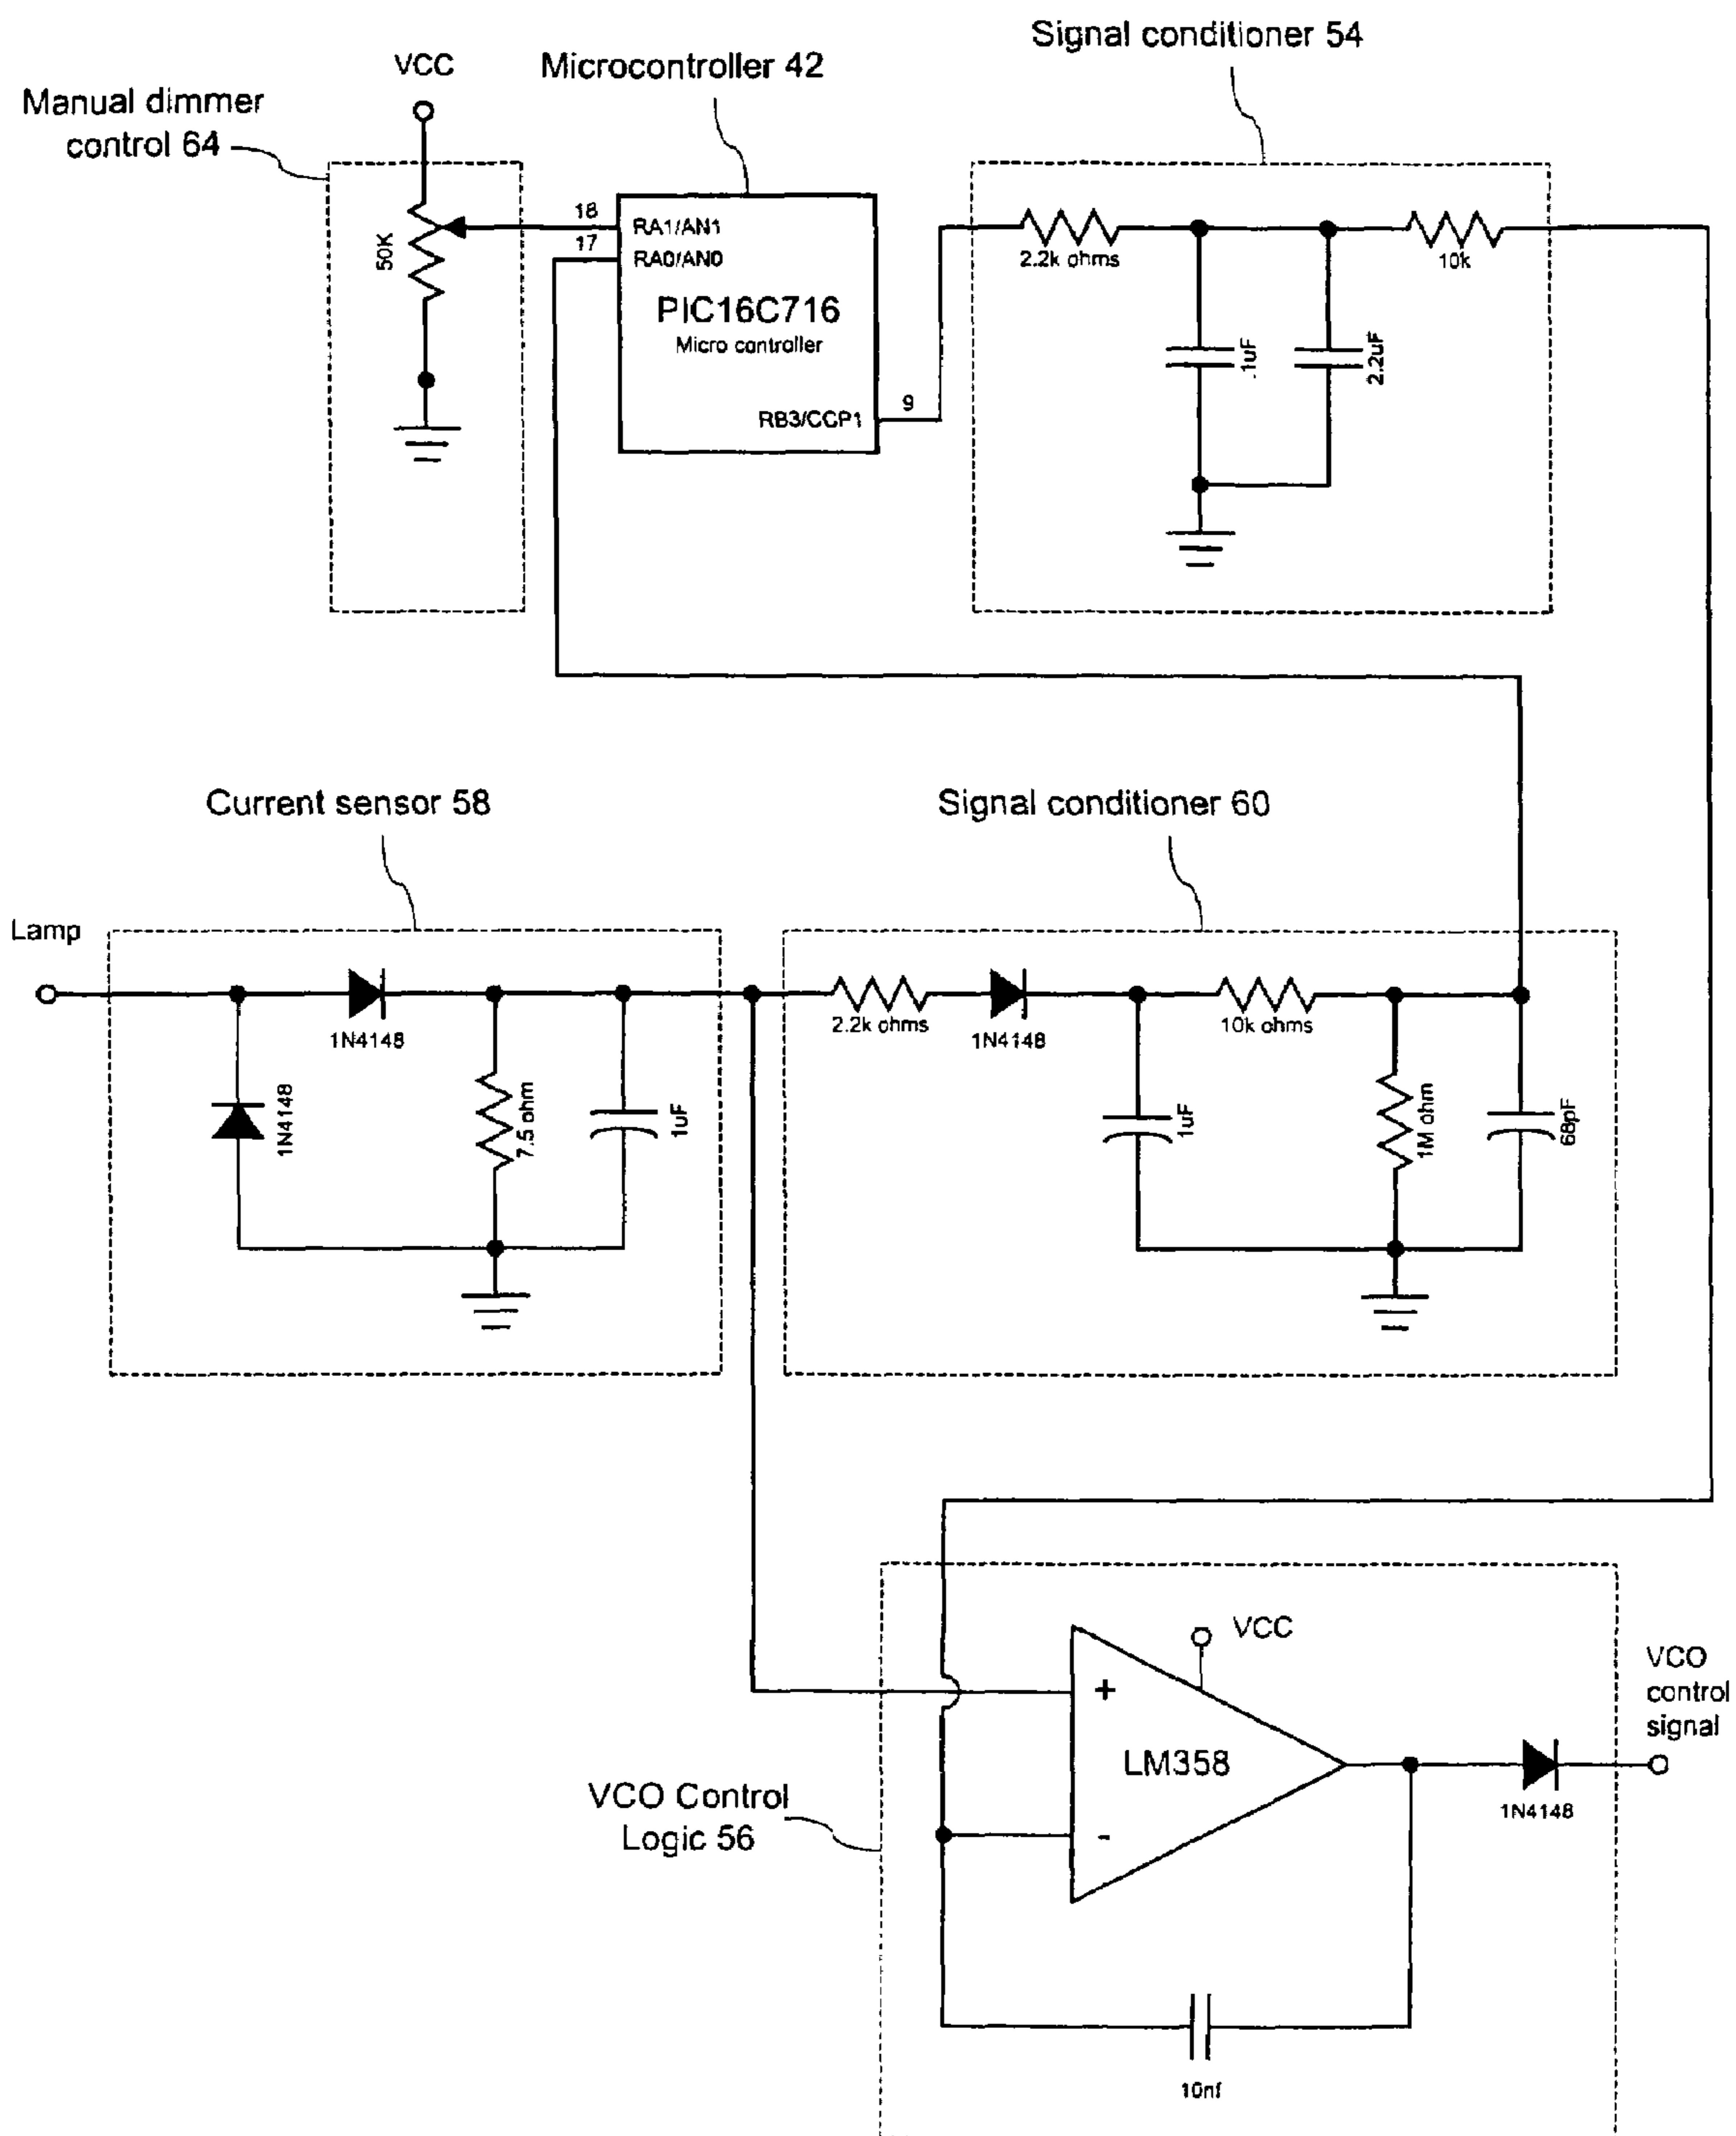 Signal conditioner 54
VCC
Microcontroller 42
Manual dimmer
control 64
50K
18
17
RA1/AN1
RA0/AN0
PIC16C716
Micro controller
RB3/CCP1
9
2.2k ohms
10k
.1uF
2.2uF
Current sensor 58
Signal conditioner 60
Lamp
1N4148
1N4148
7.5 ohm
1uF
2.2k ohms
1N4148
10k ohms
1uF
1M ohm
68pF
VCC
+
LM358
-
VCO
control
signal
1N4148
VCO Control
Logic 56
10nf